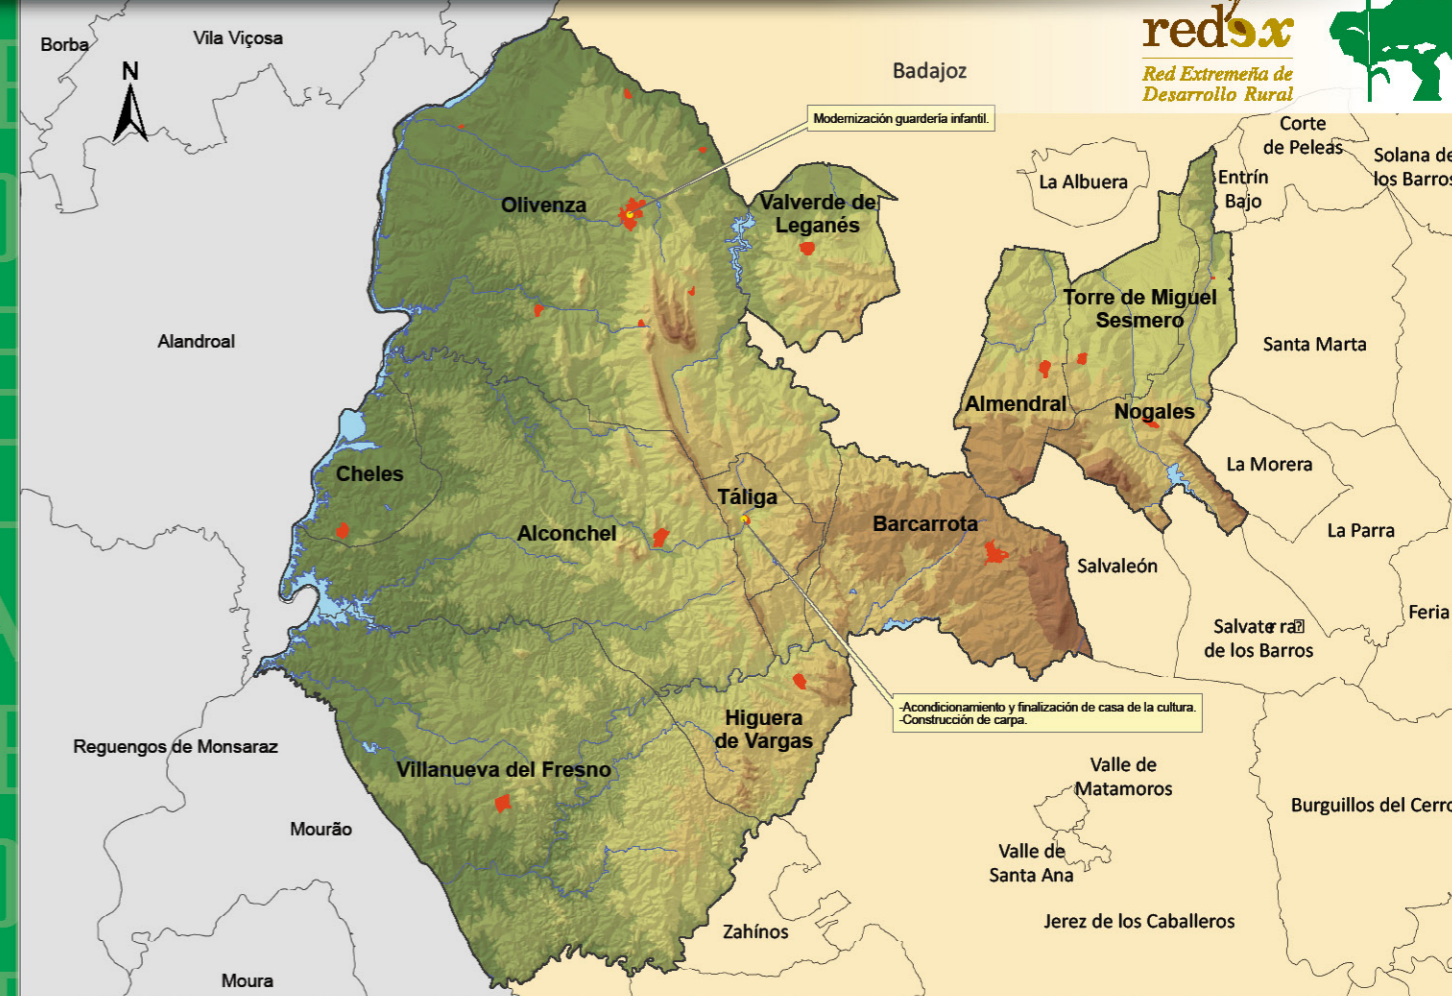 redex
Red Extremeña de
Desarrollo Rural
Borba
Vila Viçosa
N
Badajoz
Modernización guardería infantil.
Corte
de Peleas
Solana de
los Barros
La Albuera
Entrín
Bajo
Olivenza
Valverde de
Leganés
Torre de Miguel
Sesmero
Alandroal
Santa Marta
Almendral
Nogales
Cheles
La Morera
Táliga
Alconchel
Barcarrota
La Parra
Salvaleón
Feria
Salvaterra
de los Barros
-Acondicionamiento y finalización de casa de la cultura.
-Construcción de carpa.
Higuera
de Vargas
Reguengos de Monsaraz
Villanueva del Fresno
Valle de
Matamoros
Burguillos del Cerro
Mourão
Valle de
Santa Ana
Jerez de los Caballeros
Zahínos
Moura